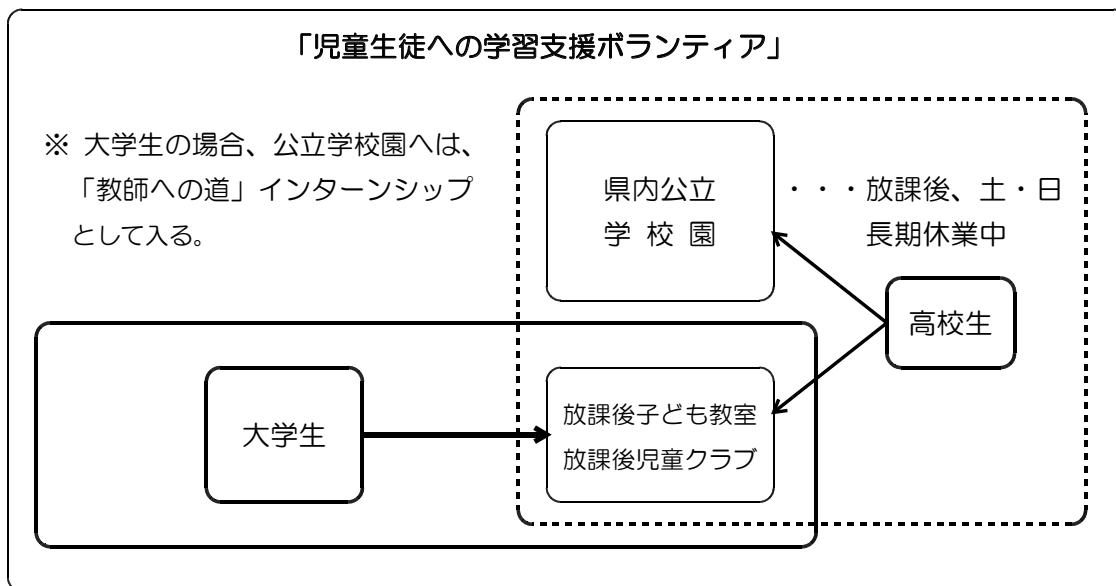 「児童生徒への学習支援ボランティア」
※ 大学生の場合、公立学校園へは、
「教師への道」インターンシップ
として入る。
県内公立
学校園
・・・放課後、土・日
長期休業中
高校生
大学生
放課後子ども教室
放課後児童クラブ